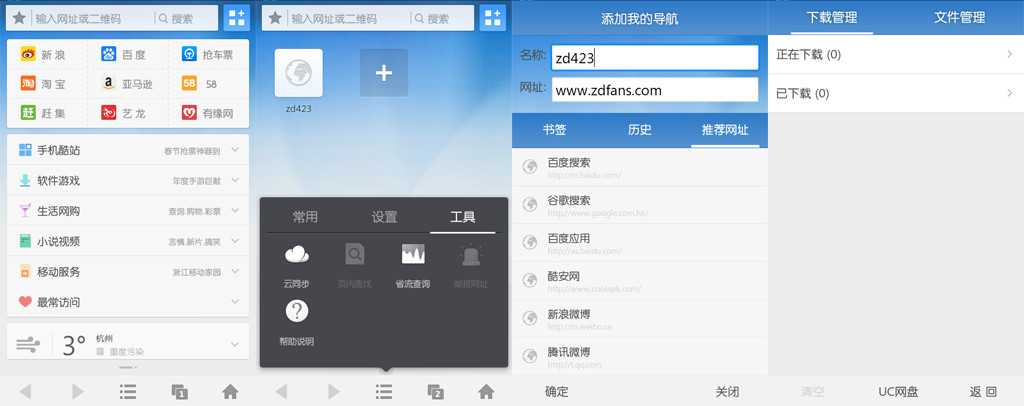 输入网址或二维码
搜索
新 浪
百 度
抢车票
淘 宝
亚马逊
58
赶 集
艺 龙
有缘网
手机酷站
春节抢票神器到
软件游戏
年度手游巨献
生活网购
查询.购物.彩票
小说视频
言情.新片.搞笑
移动服务
浙江移动家园
最常访问
3°
杭州
重度污染
1
输入网址或二维码
搜索
zd423
常用
设置
工具
云同步
页内查找
省流查询
举报网址
帮助说明
2
添加我的导航
名称:
zd423
网址:
www.zdfans.com
书签
历史
推荐网址
百度搜索
http://m.baidu.com/
谷歌搜索
http://www.google.com.hk/
百度应用
http://as.baidu.com/
酷安网
http://www.coolapk.com/
新浪微博
http://m.weibo.cn
腾讯微博
http://t.qq.com
确定
关闭
下载管理
文件管理
正在下载 (0)
已下载 (0)
清空
UC网盘
返 回